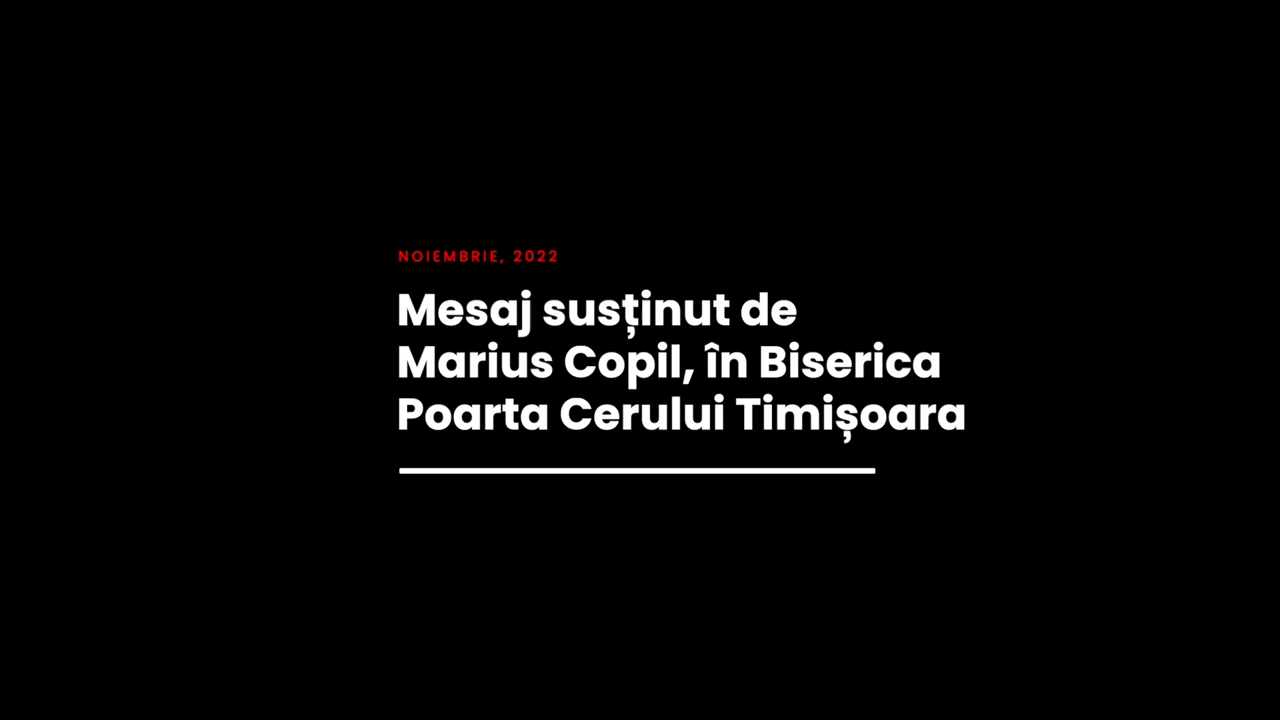 NOIEMBRIE, 2022
Mesaj susținut de
Marius Copil, în Biserica
Poarta Cerului Timișoara